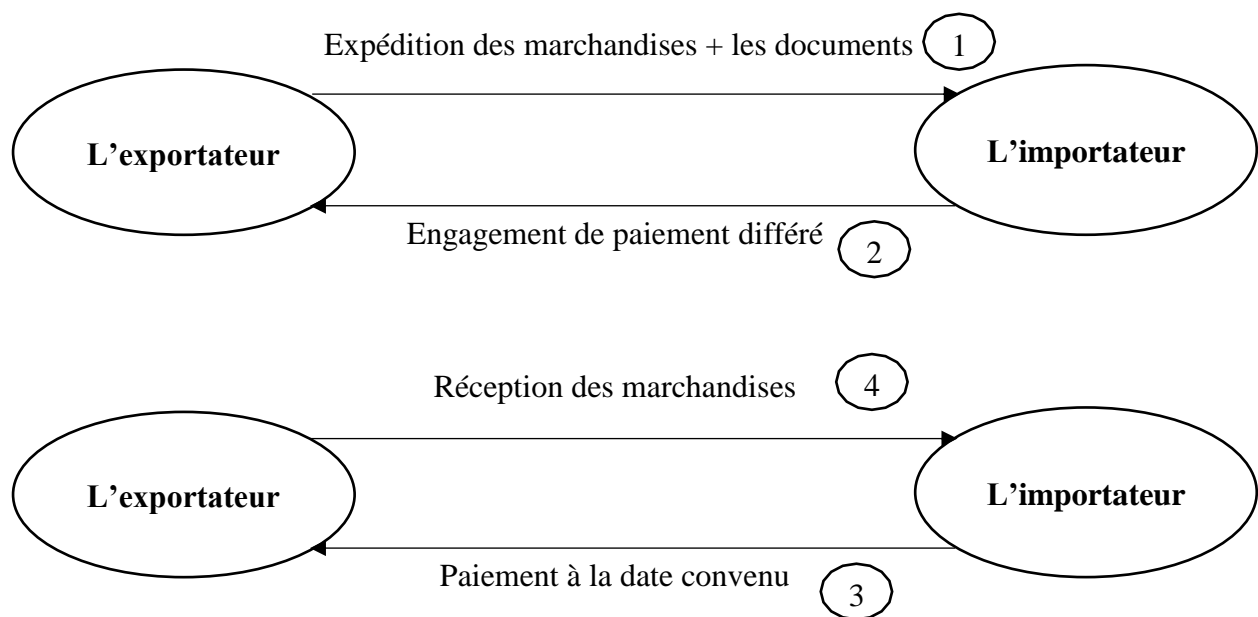 Expédition des marchandises + les documents 1
L’exportateur
L’importateur
Engagement de paiement différé 2
Réception des marchandises 4
L’exportateur
L’importateur
Paiement à la date convenu 3